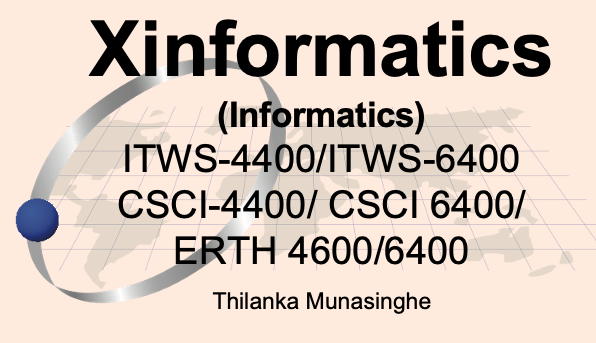 Xinformatics
(Informatics)
ITWS-4400/ITWS-6400
CSCI-4400/ CSCI 6400/
ERTH 4600/6400
Thilanka Munasinghe